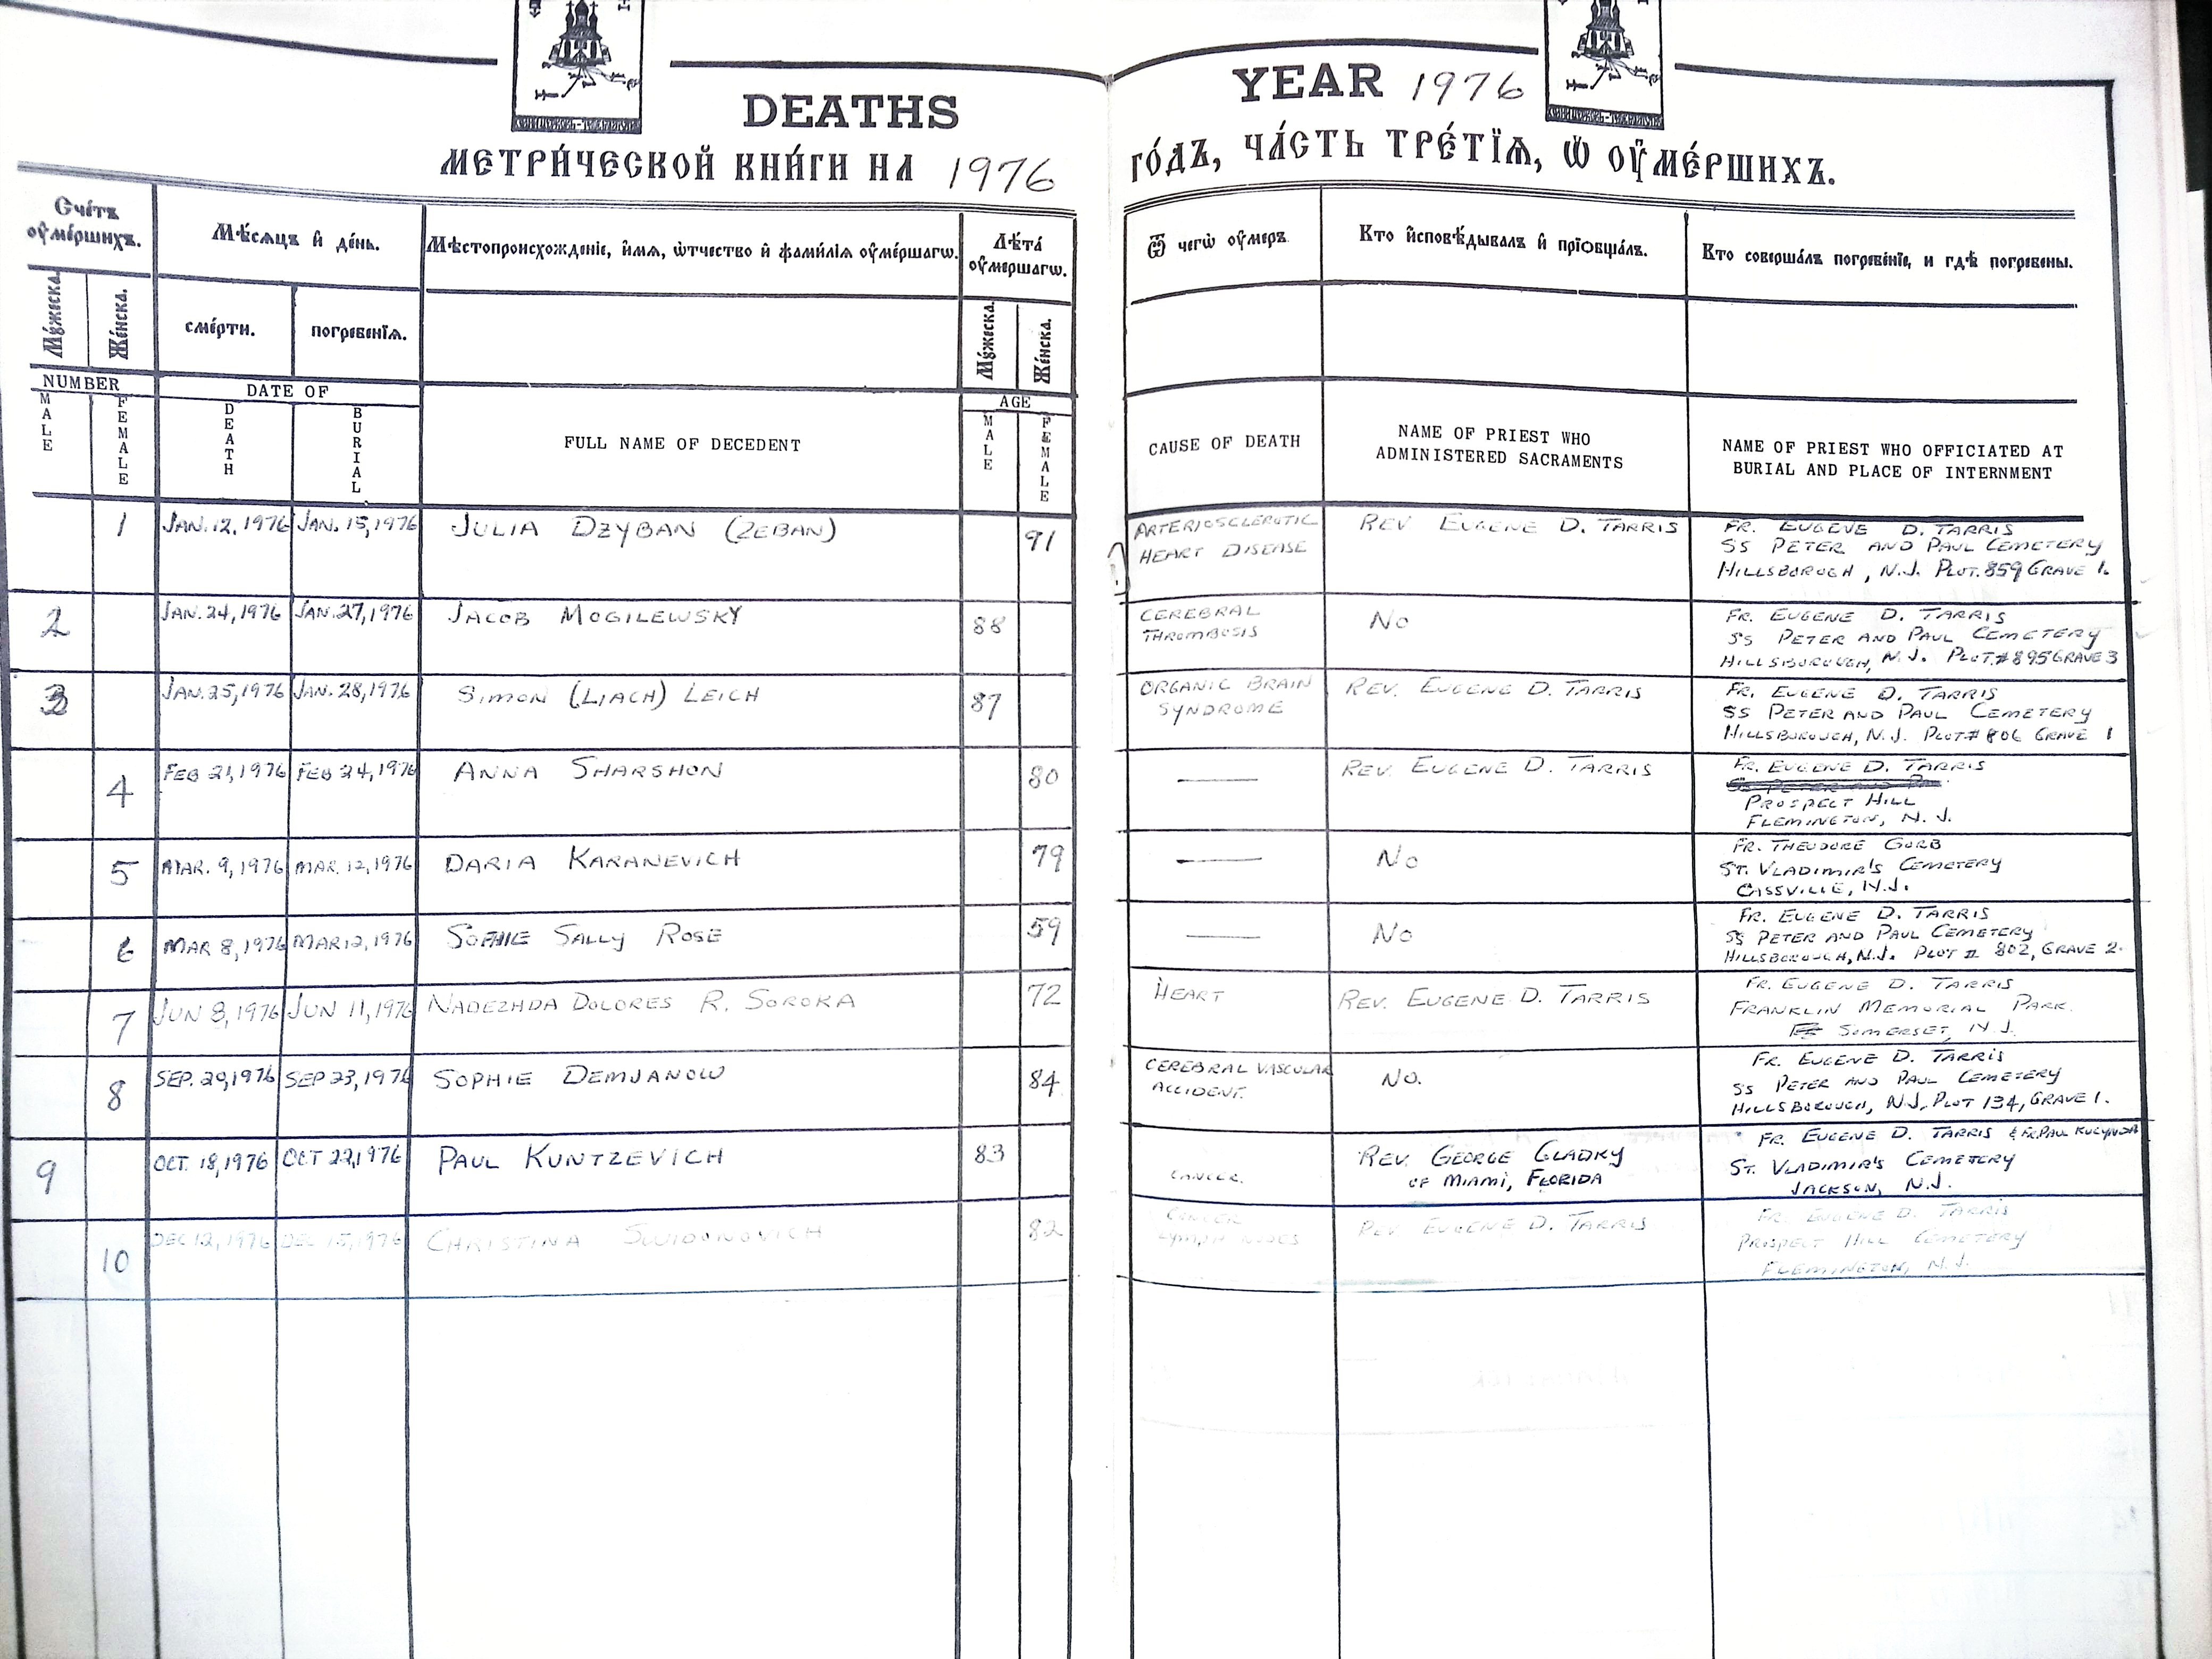 DEATHS
YEAR 1976
МЕТРИ́ЧЕСКОЙ КНИ́ГИ НА 1976
ГО́ДЪ, ЧА́СТЬ ТРЕ́ТЇѦ, Ѡ҆ ОУ҆МЕ́РШИХЪ.
Сче́тъ
оу҆ме́ршихъ.
Мѣ́сяцъ и҆ де́нь.
Мѣстопроисхожденіе, и҆́мя, ѻ҆́тчество и҆ фами́лїѧ оу҆ме́ршагѡ.
Лѣ́та
оу҆ме́ршагѡ.
Ѿ чегѡ̀ оу҆́меръ.
Кто̀ и҆сповѣ́дывалъ и҆ прїѡбща́лъ.
Кто соверша́лъ погребе́нїе, и гдѣ̀ погребены.
Му́жеска.
Же́нска.
сме́рти.
погребе́нїѧ.
Му́жеска.
Же́нска.
NUMBER
MALE
FEMALE
DATE OF
DEATH
BURIAL
FULL NAME OF DECEDENT
AGE
MALE
FEMALE
CAUSE OF DEATH
NAME OF PRIEST WHO
ADMINISTERED SACRAMENTS
NAME OF PRIEST WHO OFFICIATED AT
BURIAL AND PLACE OF INTERNMENT
1 JAN. 12, 1976 JAN. 15, 1976 JULIA DZYBAN (ZEBAN) 91 ARTERIOSCLEROTIC REV EUGENE D. TARRIS FR. EUGENE D. TARRIS
HEART DISEASE SS PETER AND PAUL CEMETERY
HILLSBOROUGH, N.J. PLOT. 859 GRAVE 1.
2 JAN. 24, 1976 JAN. 27, 1976 JACOB MOGILEWSKY 88 CEREBRAL NO FR. EUGENE D. TARRIS
THROMBOSIS SS PETER AND PAUL CEMETERY
HILLSBOROUGH, N.J. PLOT.#895 GRAVE 3
3 JAN. 25, 1976 JAN. 28, 1976 SIMON (LIACH) LEICH 87 ORGANIC BRAIN REV. EUGENE D. TARRIS FR. EUGENE D. TARRIS
SYNDROME SS PETER AND PAUL CEMETERY
HILLSBOROUGH, N.J. PLOT# 806 GRAVE 1
4 FEB 21, 1976 FEB 24, 1976 ANNA SHARSHON 80 — REV. EUGENE D. TARRIS FR. EUGENE D. TARRIS
SS PETER AND PA
PROSPECT HILL
FLEMINGTON, N.J.
5 MAR. 9, 1976 MAR. 12, 1976 DARIA KARANEVICH 79 — NO FR. THEODORE GURB
ST. VLADIMIR'S CEMETERY
CASSVILLE, N.J.
6 MAR 8, 1976 MAR 12, 1976 SOPHIE SALLY ROSE 59 — NO FR. EUGENE D. TARRIS
SS PETER AND PAUL CEMETERY
HILLSBOROUGH, N.J. PLOT # 802, GRAVE 2.
7 JUN 8, 1976 JUN 11, 1976 NADEZHDA DOLORES R. SOROKA 72 HEART REV. EUGENE D. TARRIS FR. EUGENE D. TARRIS
FRANKLIN MEMORIAL PARK
SOMERSET, N.J.
8 SEP. 20, 1976 SEP 23, 1976 SOPHIE DEMJANOW 84 CEREBRAL VASCULAR NO. FR. EUGENE D. TARRIS
ACCIDENT. SS PETER AND PAUL CEMETERY
HILLSBOROUGH, N.J. PLOT 134, GRAVE 1.
9 OCT. 18, 1976 OCT 22, 1976 PAUL KUNTZEVICH 83 CANCER. REV. GEORGE GLADKY FR. EUGENE D. TARRIS & FR. PAUL KUCYNDA
OF MIAMI, FLORIDA ST. VLADIMIR'S CEMETERY
JACKSON, N.J.
10 DEC 12, 1976 DEC 15, 1976 CHRISTINA SWIDONOVICH 82 CANCER REV EUGENE D. TARRIS FR. EUGENE D. TARRIS
LYMPH NODES PROSPECT HILL CEMETERY
FLEMINGTON, N.J.